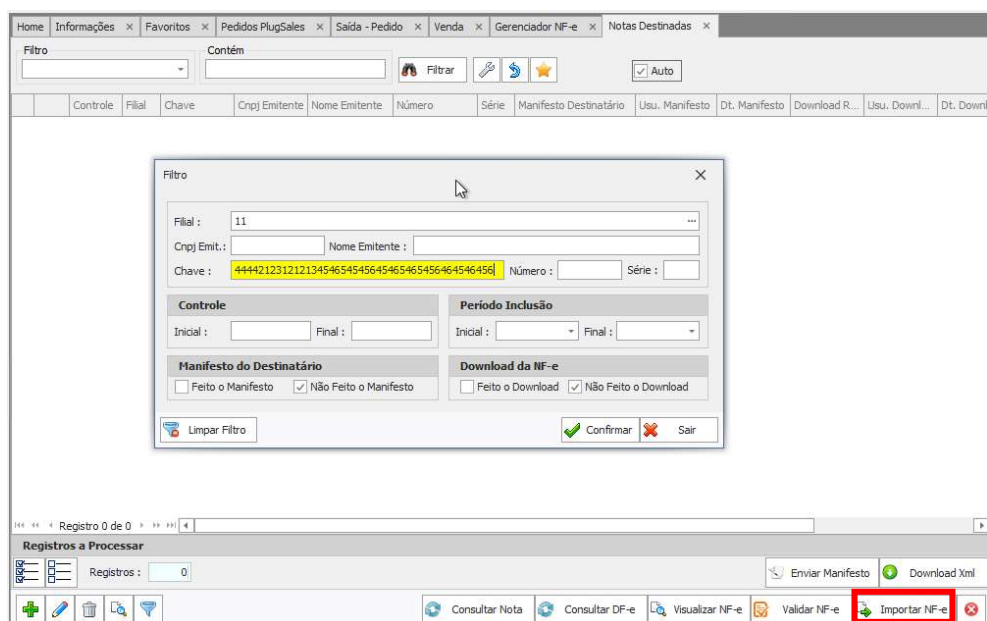 Home Informações × Favoritos × Pedidos PlugSales × Saída - Pedido × Venda × Gerenciador NF-e × Notas Destinadas ×
Filtro Contém
Filtrar Auto
Controle Filial Chave Cnpj Emitente Nome Emitente Número Série Manifesto Destinatário Usu. Manifesto Dt. Manifesto Download R... Usu. Downl... Dt. Downl
Filtro
Filial : 11 ...
Cnpj Emit.: Nome Emitente :
Chave : 44442123121213454654545645465465456464546456 Número : Série :
Controle Período Inclusão
Inicial : Final : Inicial : Final :
Manifesto do Destinatário Download da NF-e
Feito o Manifesto Não Feito o Manifesto Feito o Download Não Feito o Download
Limpar Filtro Confirmar Sair
Registro 0 de 0
Registros a Processar
Registros : 0 Enviar Manifesto Download Xml
Consultar Nota Consultar DF-e Visualizar NF-e Validar NF-e Importar NF-e